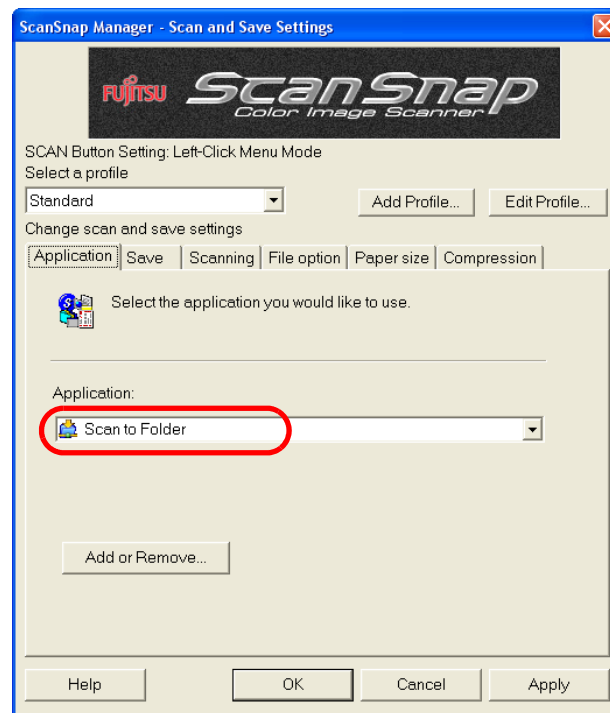 ScanSnap Manager - Scan and Save Settings
FUJITSU ScanSnap
Color Image Scanner
SCAN Button Setting: Left-Click Menu Mode
Select a profile
Standard Add Profile... Edit Profile...
Change scan and save settings
Application Save Scanning File option Paper size Compression
Select the application you would like to use.
Application:
Scan to Folder
Add or Remove...
Help OK Cancel Apply